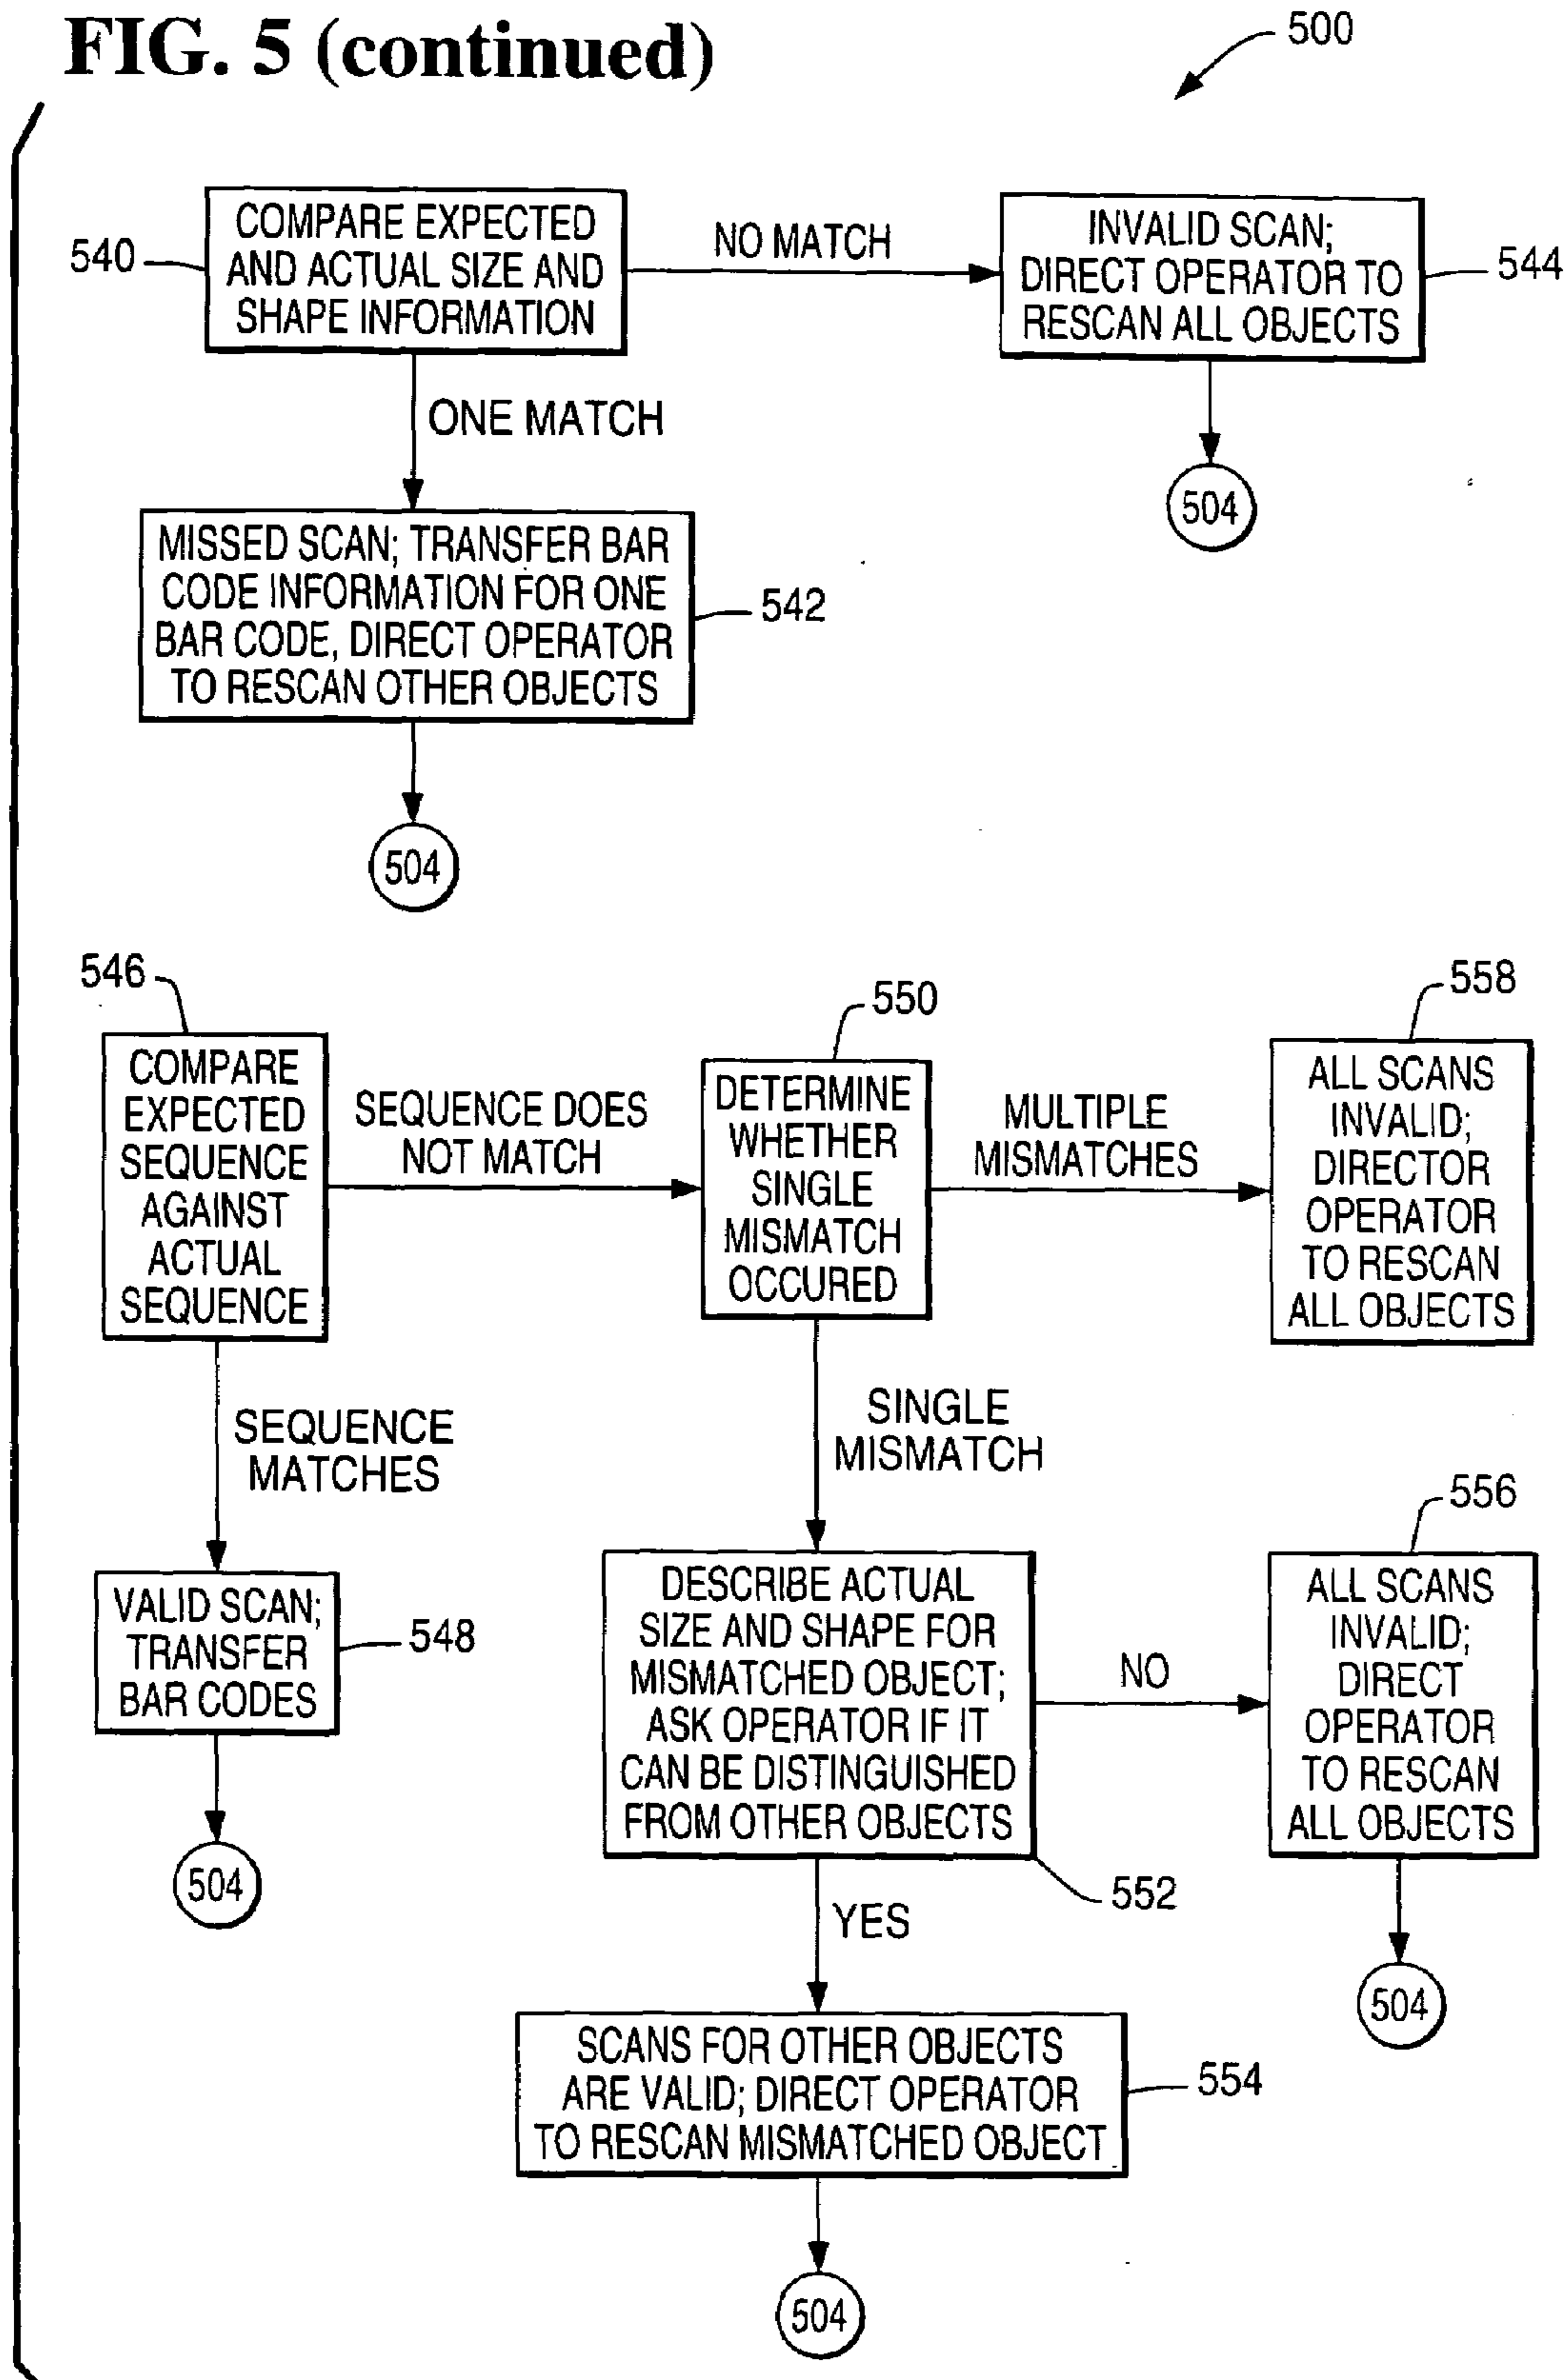 FIG. 5 (continued)
500
540
COMPARE EXPECTED
AND ACTUAL SIZE AND
SHAPE INFORMATION
NO MATCH
INVALID SCAN;
DIRECT OPERATOR TO
RESCAN ALL OBJECTS
544
504
ONE MATCH
MISSED SCAN; TRANSFER BAR
CODE INFORMATION FOR ONE
BAR CODE, DIRECT OPERATOR
TO RESCAN OTHER OBJECTS
542
504
546
COMPARE
EXPECTED
SEQUENCE
AGAINST
ACTUAL
SEQUENCE
SEQUENCE DOES
NOT MATCH
550
DETERMINE
WHETHER
SINGLE
MISMATCH
OCCURED
MULTIPLE
MISMATCHES
558
ALL SCANS
INVALID;
DIRECTOR
OPERATOR
TO RESCAN
ALL OBJECTS
SEQUENCE
MATCHES
VALID SCAN;
TRANSFER
BAR CODES
548
504
SINGLE
MISMATCH
DESCRIBE ACTUAL
SIZE AND SHAPE FOR
MISMATCHED OBJECT;
ASK OPERATOR IF IT
CAN BE DISTINGUISHED
FROM OTHER OBJECTS
552
NO
556
ALL SCANS
INVALID;
DIRECT
OPERATOR
TO RESCAN
ALL OBJECTS
504
YES
SCANS FOR OTHER OBJECTS
ARE VALID; DIRECT OPERATOR
TO RESCAN MISMATCHED OBJECT
554
504